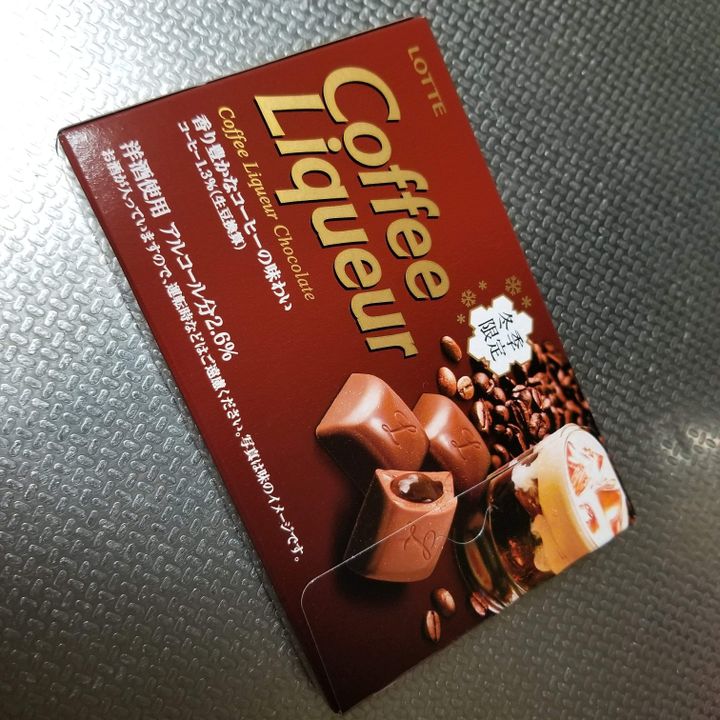 LOTTE
Coffee
Liqueur
Coffee Liqueur Chocolate
香り豊かなコーヒーの味わい
コーヒー1.3%(生豆換算)
冬季
限定
洋酒使用 アルコール分2.6%
お酒が入っていますので、運転時などはご遠慮ください。写真は味のイメージです。